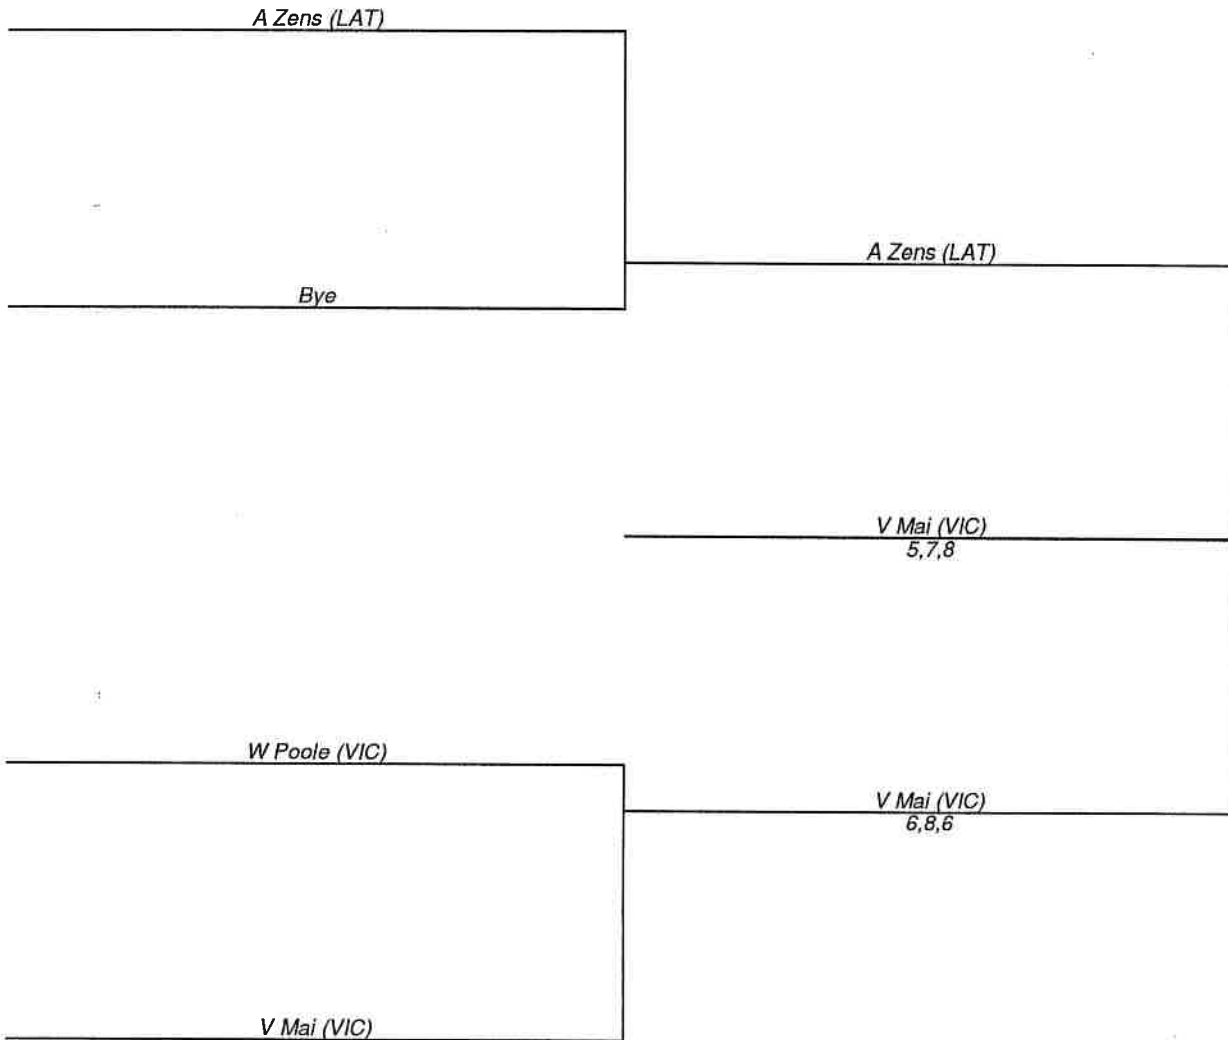 A Zens (LAT)
Bye
A Zens (LAT)
V Mai (VIC)
5,7,8
W Poole (VIC)
V Mai (VIC)
6,8,6
V Mai (VIC)